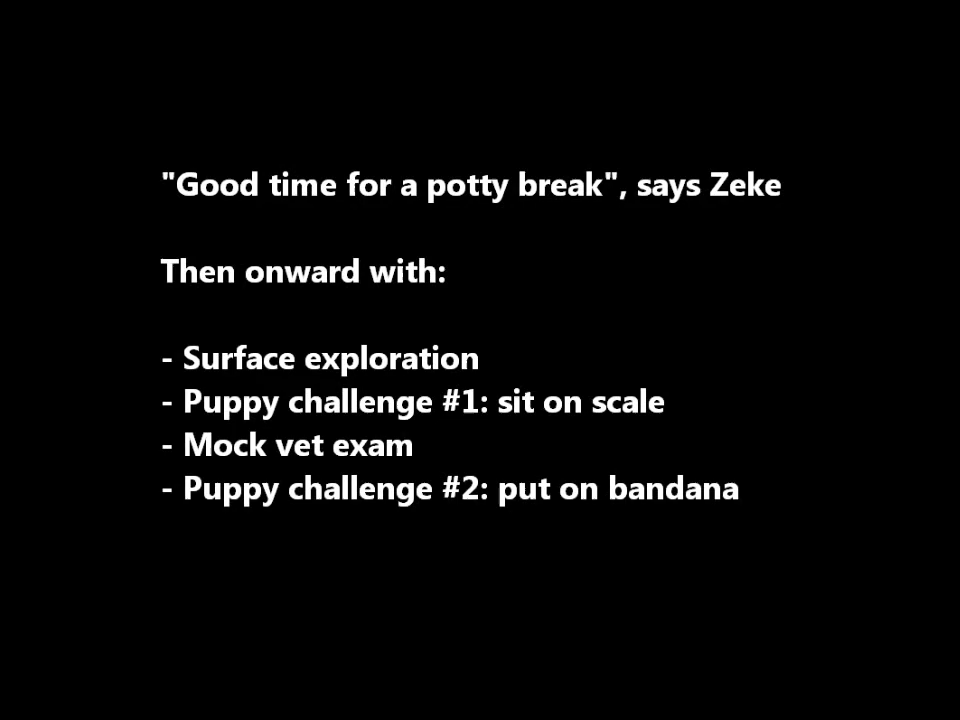 "Good time for a potty break", says Zeke
Then onward with:
- Surface exploration
- Puppy challenge #1: sit on scale
- Mock vet exam
- Puppy challenge #2: put on bandana